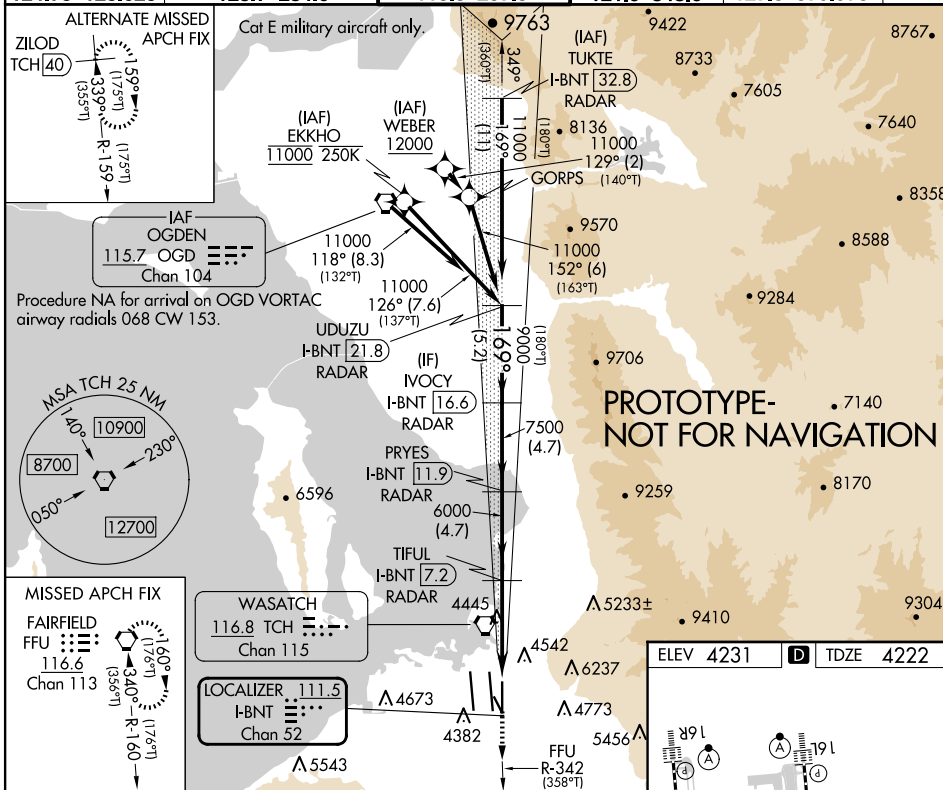 ALTERNATE MISSED
APCH FIX
ZILOD
TCH 40
159°
(175°T)
339°
(355°T)
R-159
(175°T)
Cat E military aircraft only.
9763
349°
(360°T)
(IAF)
TUKTE
I-BNT 32.8
RADAR
9422
8733
7605
8767
7640
8358
8588
9284
8136
9570
(IAF)
EKKHO
11000 250K
(IAF)
WEBER
12000
169°
(11)
11000
(180°T)
11000
129° (2)
(140°T)
GORPS
11000
152° (6)
(163°T)
IAF
OGDEN
115.7 OGD
Chan 104
11000
118° (8.3)
(132°T)
11000
126° (7.6)
(137°T)
Procedure NA for arrival on OGD VORTAC
airway radials 068 CW 153.
UDUZU
I-BNT 21.8
RADAR
169°
(5.2)
9000
(180°T)
9706
(IF)
IVOCY
I-BNT 16.6
RADAR
PROTOTYPE-
NOT FOR NAVIGATION
7140
7500
(4.7)
MSA TCH 25 NM
140°
10900
230°
8700
050°
12700
6596
PRYES
I-BNT 11.9
RADAR
9259
8170
6000
(4.7)
TIFUL
I-BNT 7.2
RADAR
MISSED APCH FIX
FAIRFIELD
FFU
116.6
Chan 113
160°
(176°T)
340°
(356°T)
R-160
(176°T)
WASATCH
116.8 TCH
Chan 115
4445
5233±
9410
9304
4542
6237
LOCALIZER 111.5
I-BNT
Chan 52
4673
4382
4773
5456
5543
FFU
R-342
(358°T)
ELEV 4231 D TDZE 4222
16R
A
P
A
16L
P